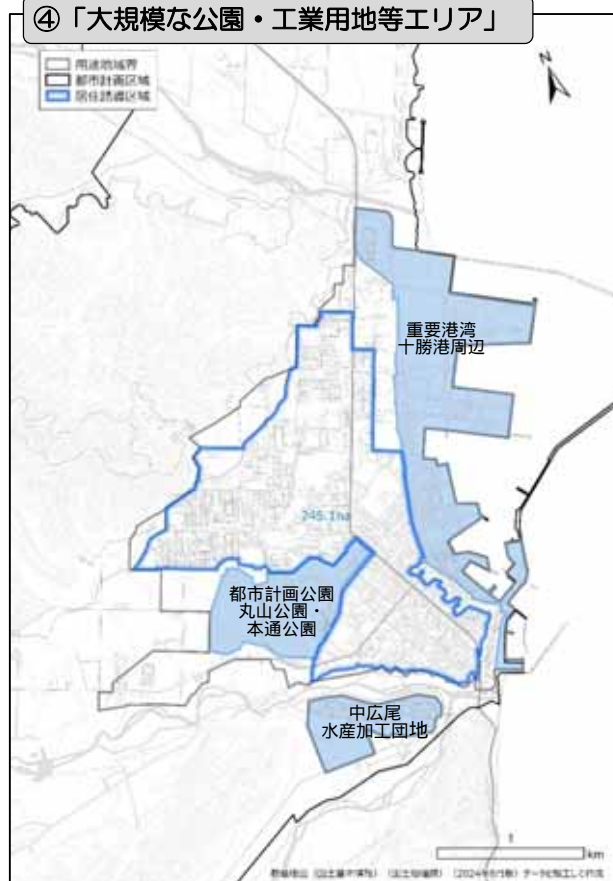 ④「大規模な公園・工業用地等エリア」
用途地域界
都市計画区域
居住誘導区域
N
重要港湾
十勝港周辺
245.1ha
都市計画公園
丸山公園・
本通公園
中広尾
水産加工団地
1
km